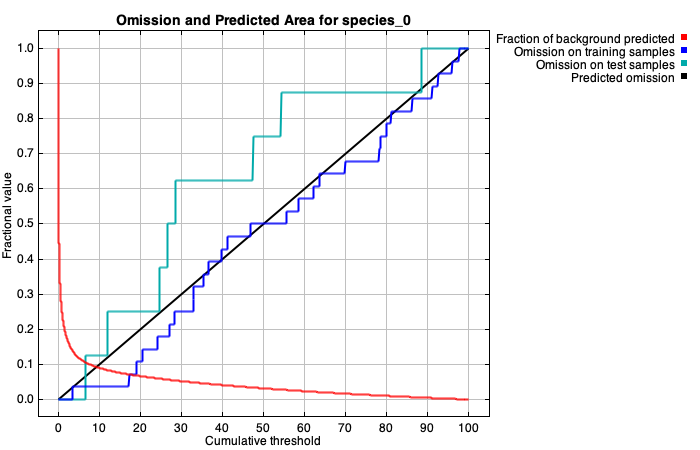 Omission and Predicted Area for species_0
Fraction of background predicted
Omission on training samples
Omission on test samples
Predicted omission
Fractional value
1.0
0.9
0.8
0.7
0.6
0.5
0.4
0.3
0.2
0.1
0.0
0 10 20 30 40 50 60 70 80 90 100
Cumulative threshold